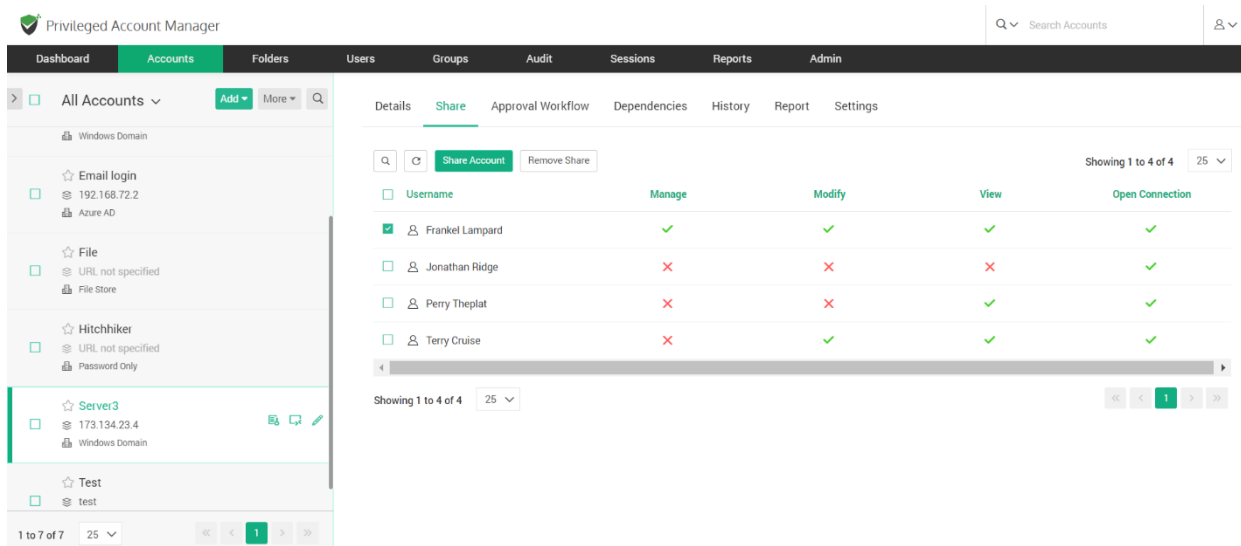 Privileged Account Manager
Search Accounts
Dashboard Accounts Folders Users Groups Audit Sessions Reports Admin
All Accounts Add More
Windows Domain
Email login
192.168.72.2
Azure AD
File
URL not specified
File Store
Hitchhiker
URL not specified
Password Only
Server3
173.134.23.4
Windows Domain
Test
test
1 to 7 of 7 25 1
Details Share Approval Workflow Dependencies History Report Settings
Share Account Remove Share Showing 1 to 4 of 4 25
Username Manage Modify View Open Connection
Frankel Lampard
Jonathan Ridge
Perry Theplat
Terry Cruise
Showing 1 to 4 of 4 25 1